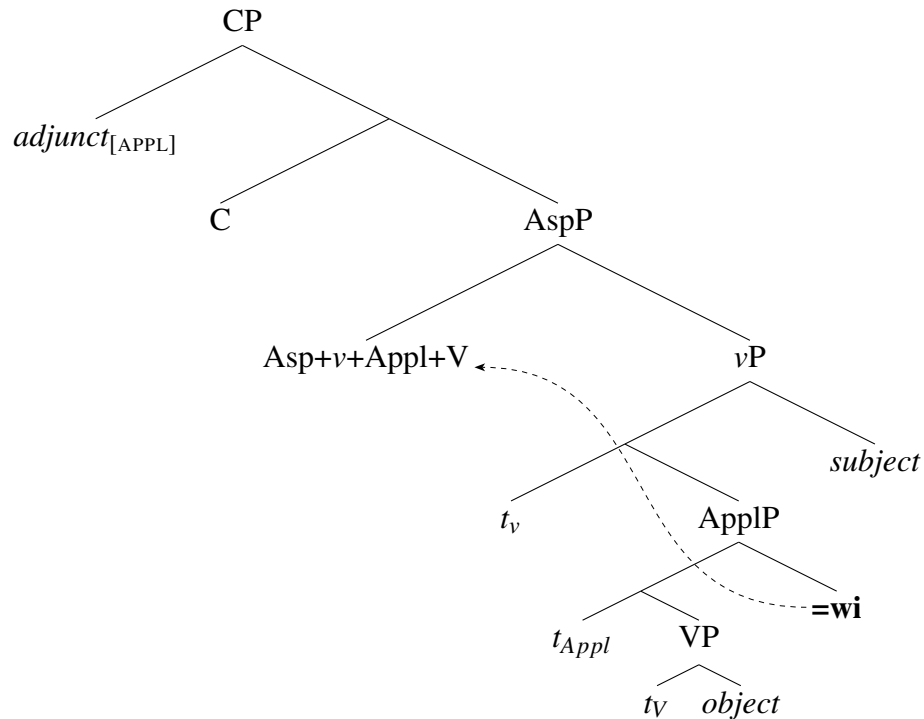 CP
adjunct[APPL]
C
AspP
Asp+v+Appl+V
vP
subject
tv
ApplP
=wi
tAppl
VP
tV
object